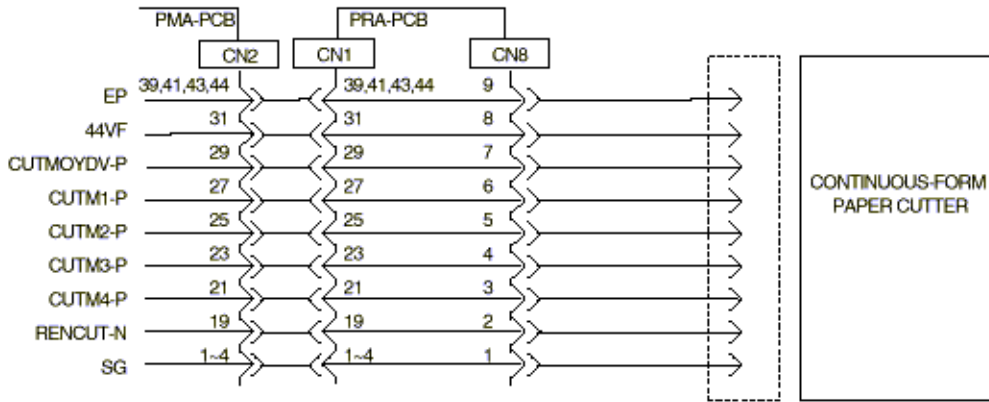 PMA-PCB PRA-PCB
CN2 CN1 CN8
EP 39,41,43,44 39,41,43,44 9
44VF 31 31 8
CUTMOYDV-P 29 29 7
CUTM1-P 27 27 6
CUTM2-P 25 25 5
CUTM3-P 23 23 4
CUTM4-P 21 21 3
RENCUT-N 19 19 2
SG 1~4 1~4 1
CONTINUOUS-FORM
PAPER CUTTER